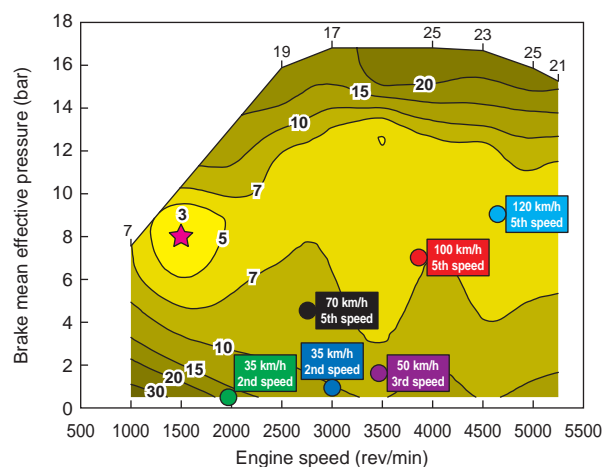 Brake mean effective pressure (bar)
18
16
14
12
10
8
6
4
2
0
17
19
25
23
25
21
20
15
10
7
7
3
5
7
10
15
20
30
120 km/h
5th speed
100 km/h
5th speed
70 km/h
5th speed
35 km/h
2nd speed
35 km/h
2nd speed
50 km/h
3rd speed
500 1000 1500 2000 2500 3000 3500 4000 4500 5000 5500
Engine speed (rev/min)